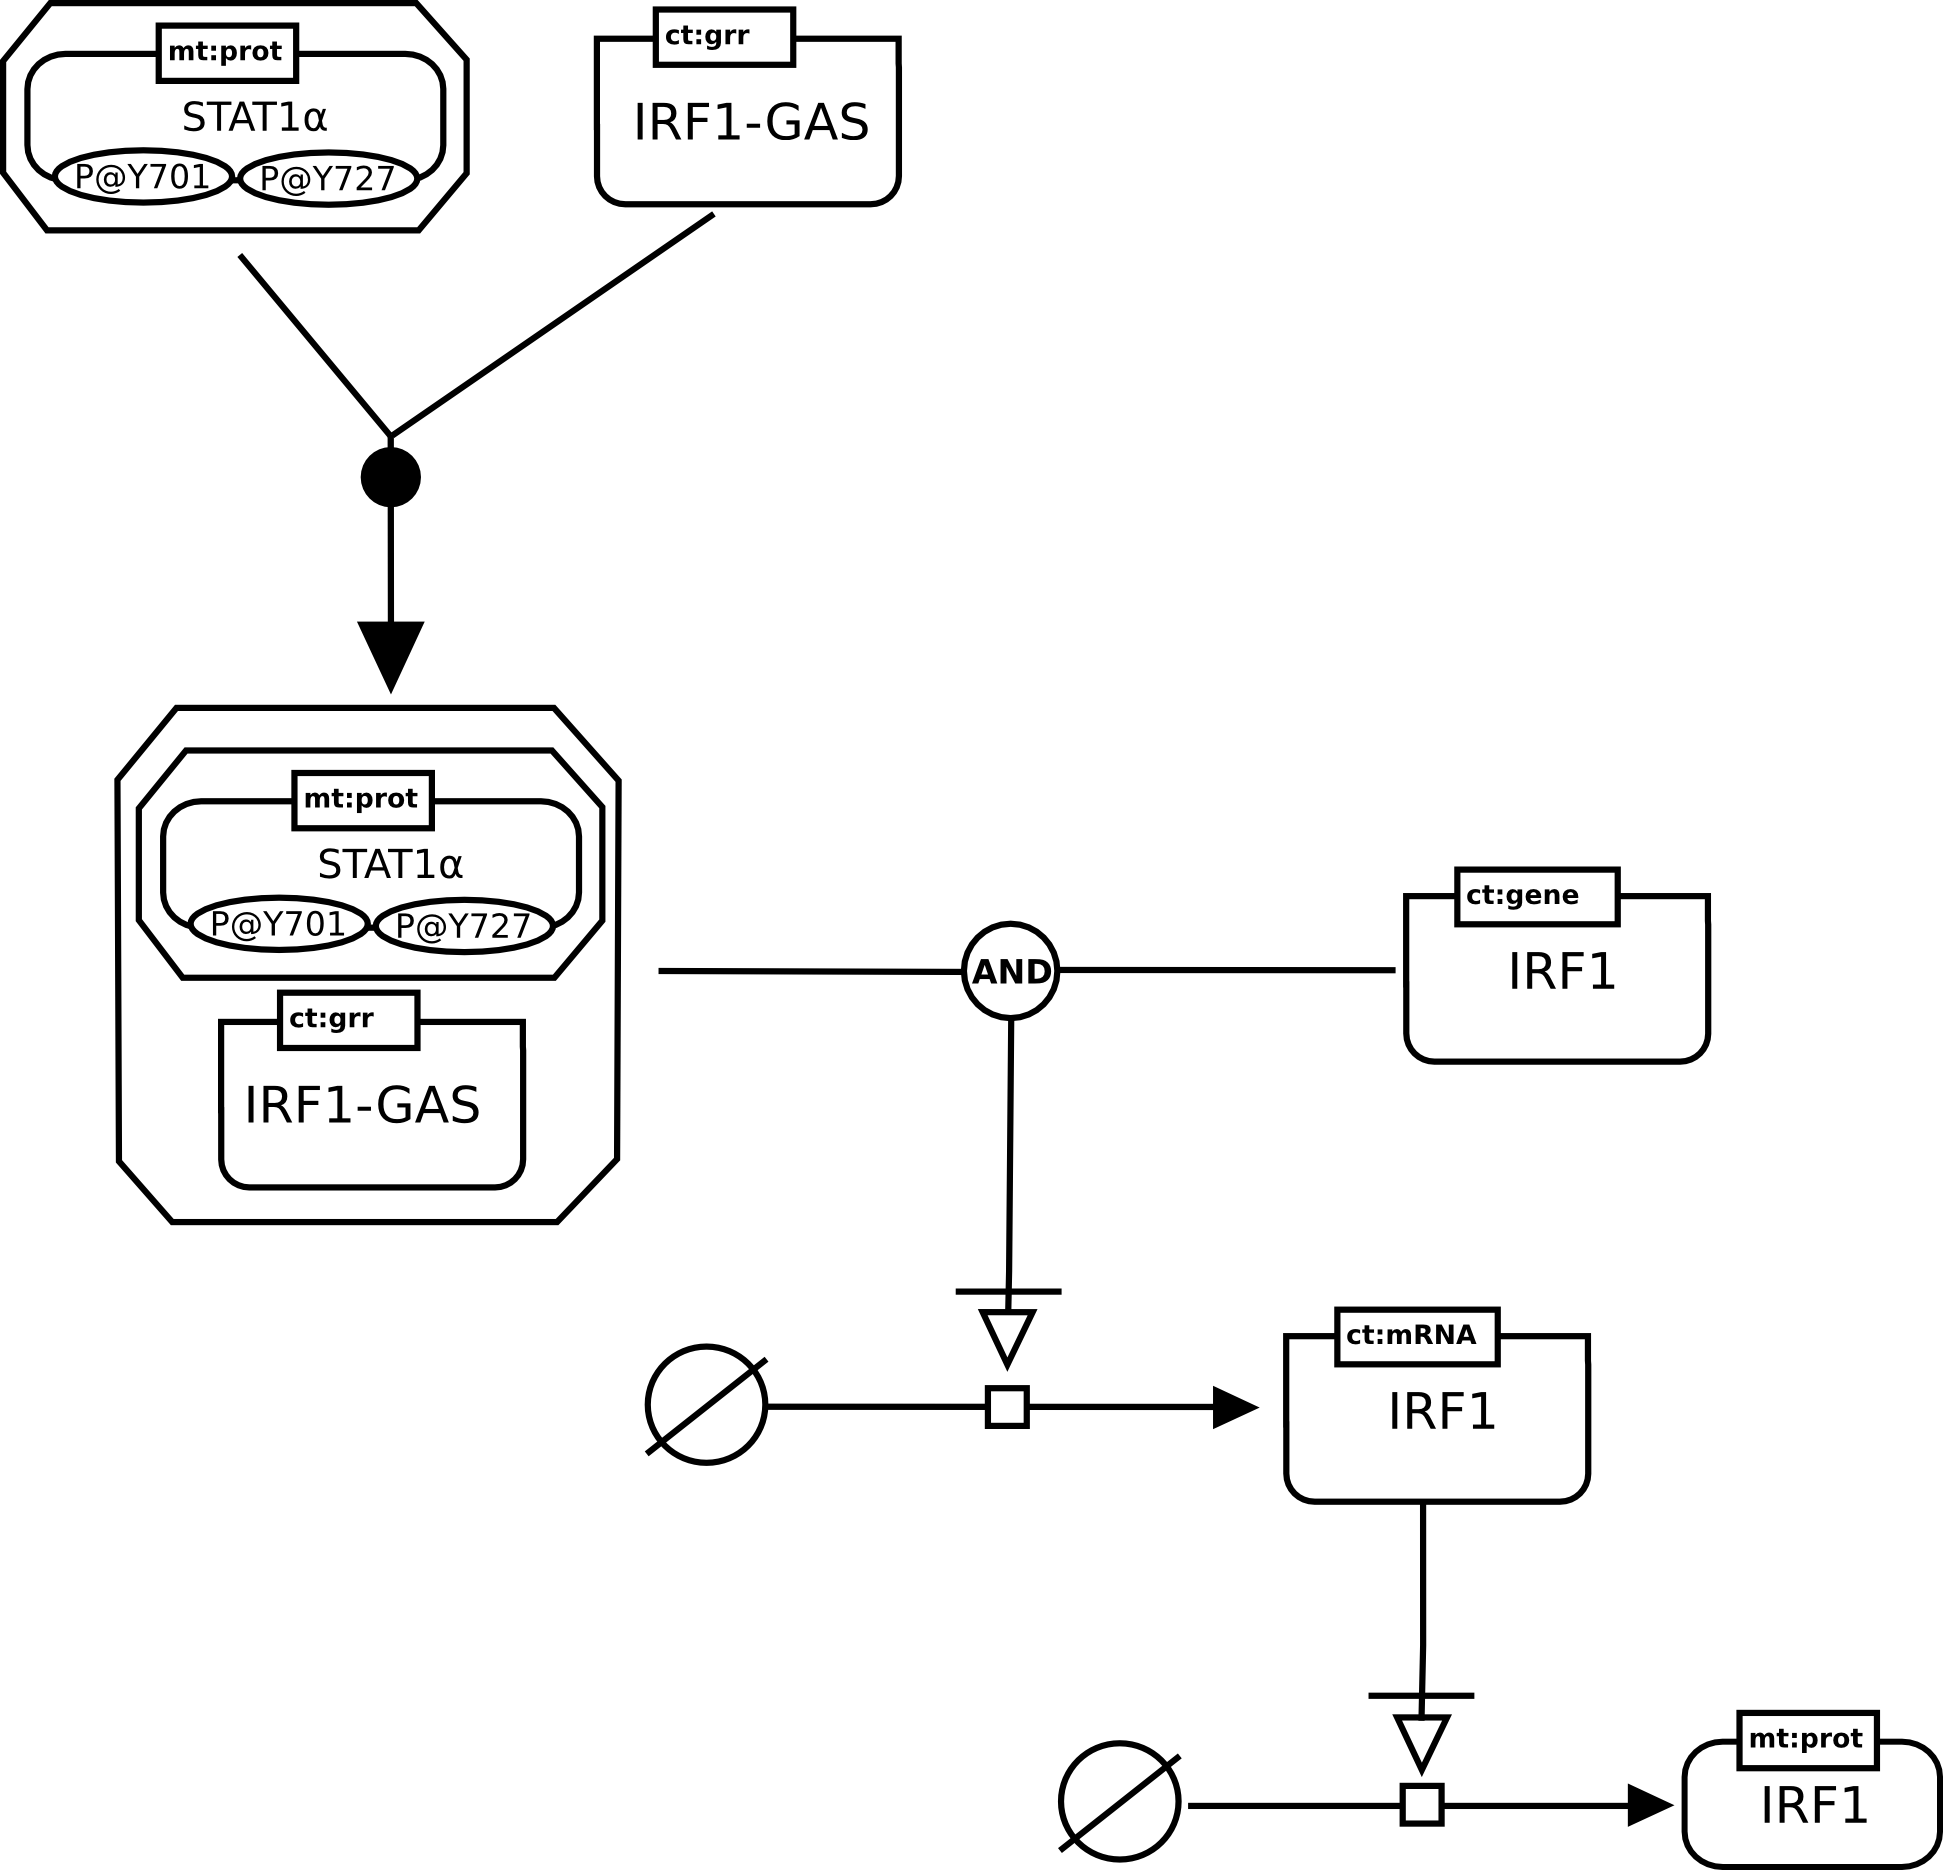 mt:prot
STAT1α
P@Y701
P@Y727
ct:grr
IRF1-GAS
mt:prot
STAT1α
P@Y701
P@Y727
ct:grr
IRF1-GAS
AND
ct:gene
IRF1
ct:mRNA
IRF1
mt:prot
IRF1